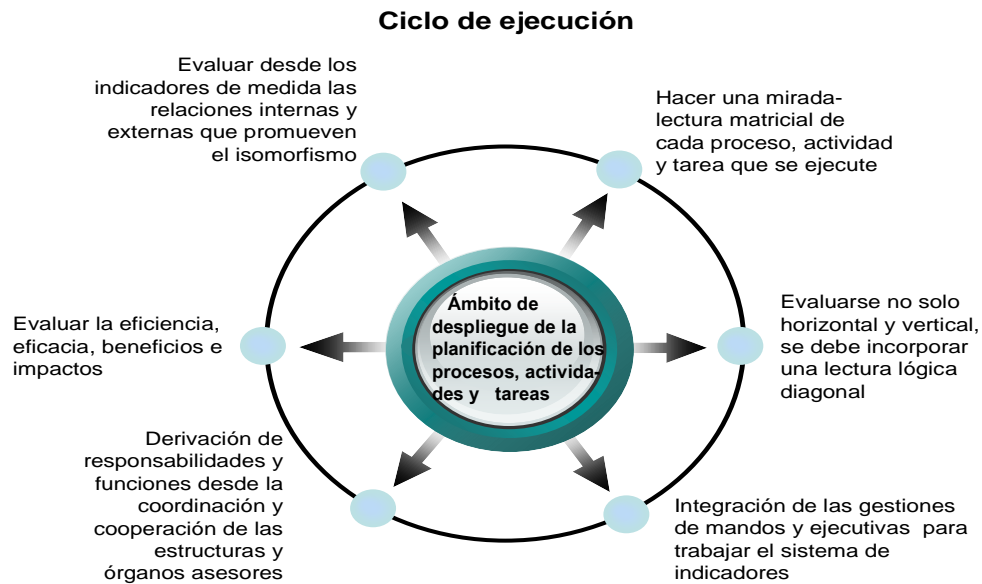 Ciclo de ejecución
Evaluar desde los
indicadores de medida las
relaciones internas y
externas que promueven
el isomorfismo
Hacer una mirada-
lectura matricial de
cada proceso, actividad
y tarea que se ejecute
Ámbito de
despliegue de la
planificación de los
procesos, activida-
des y tareas
Evaluar la eficiencia,
eficacia, beneficios e
impactos
Evaluarse no solo
horizontal y vertical,
se debe incorporar
una lectura lógica
diagonal
Derivación de
responsabilidades y
funciones desde la
coordinación y
cooperación de las
estructuras y
órganos asesores
Integración de las gestiones
de mandos y ejecutivas para
trabajar el sistema de
indicadores